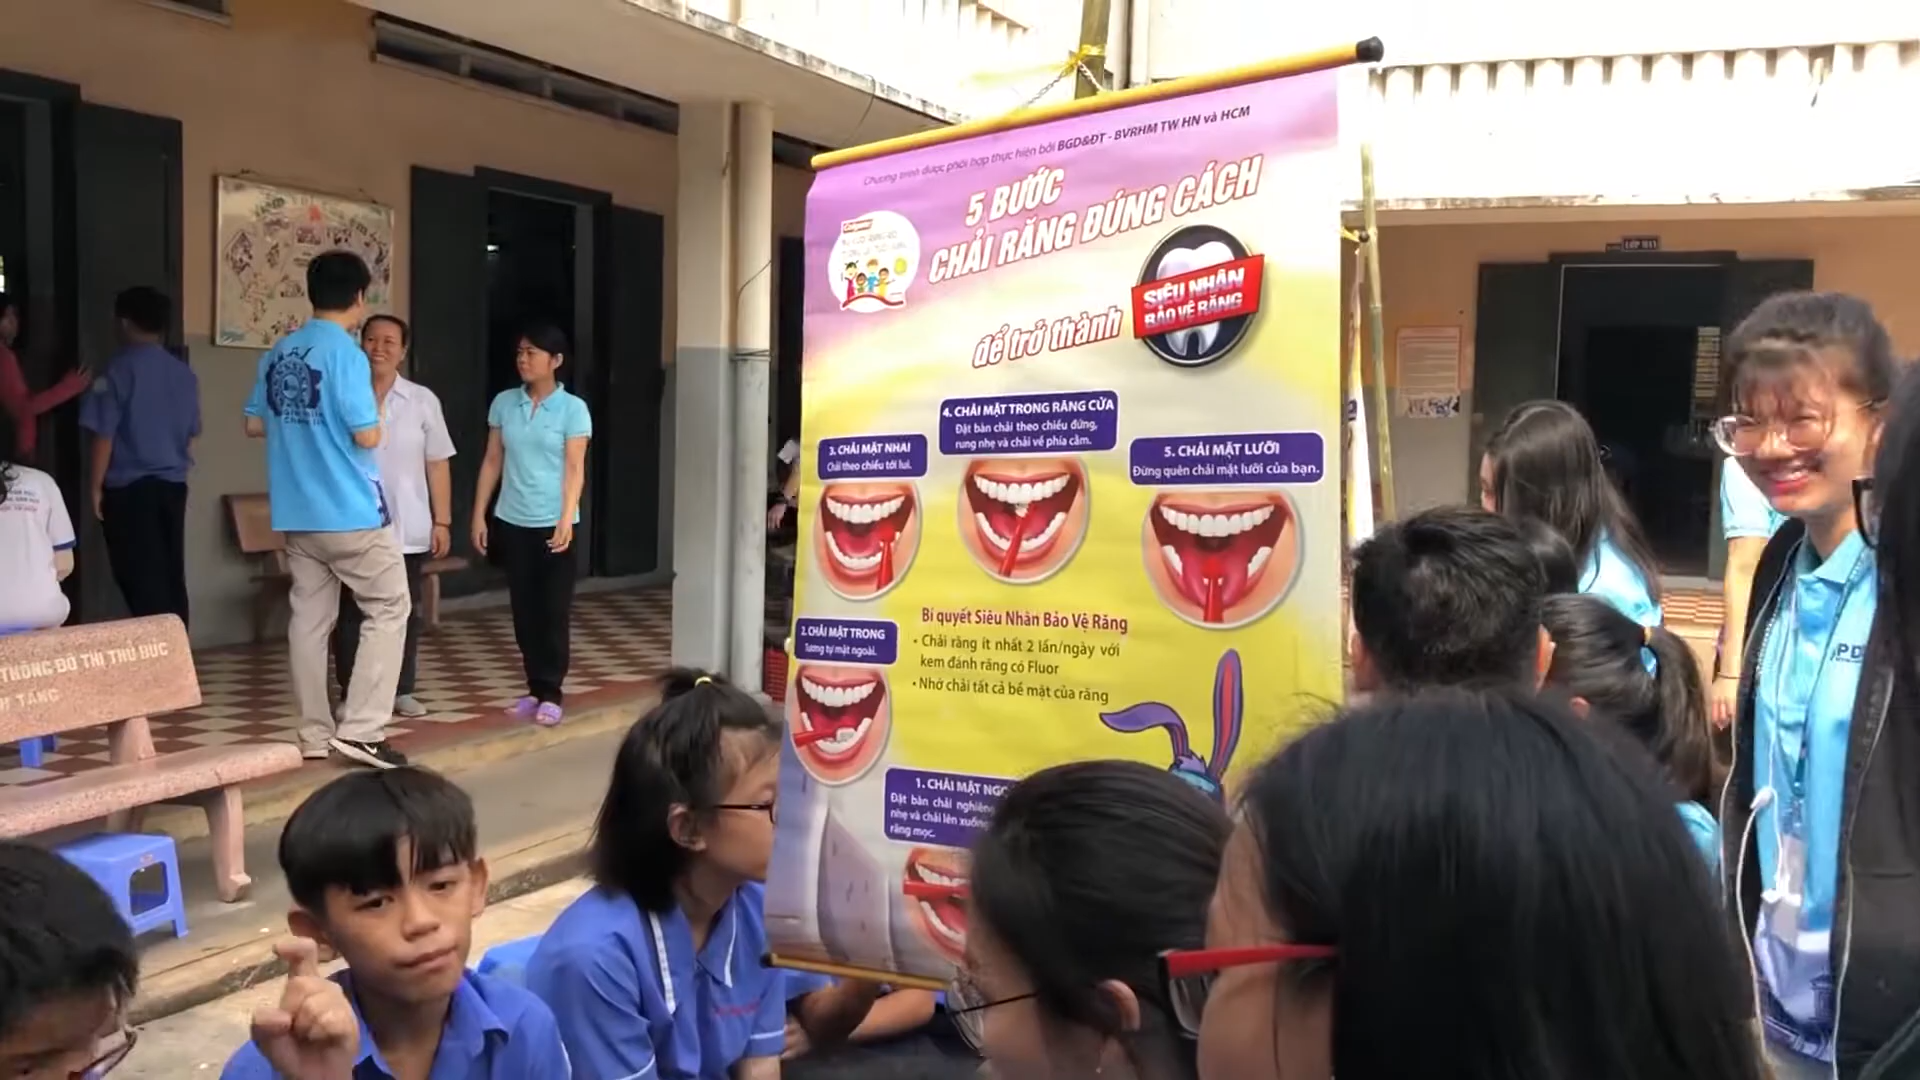 Chương trình được phối hợp thực hiện bởi BGD&ĐT - BVRHM TW HN và HCM
5 BƯỚC
CHẢI RĂNG ĐÚNG CÁCH
Colgate
SIÊU NHÂN
BẢO VỆ RĂNG
để trở thành
4. CHẢI MẶT TRONG RĂNG CỬA
Đặt bàn chải theo chiều đứng,
rung nhẹ và chải về phía cằm.
3. CHẢI MẶT NHAI
Chải theo chiều tới lui.
5. CHẢI MẶT LƯỠI
Đừng quên chải mặt lưỡi của bạn.
Bí quyết Siêu Nhân Bảo Vệ Răng
• Chải răng ít nhất 2 lần/ngày với
kem đánh răng có Fluor
• Nhớ chải tất cả bề mặt của răng
2. CHẢI MẶT TRONG
Tương tự mặt ngoài.
1. CHẢI MẶT NGO
Đặt bàn chải nghiêng
nhẹ và chải lên xuống
răng mọc.
THÔNG ĐÔ THỊ THỦ ĐỨC
TẶNG
PD